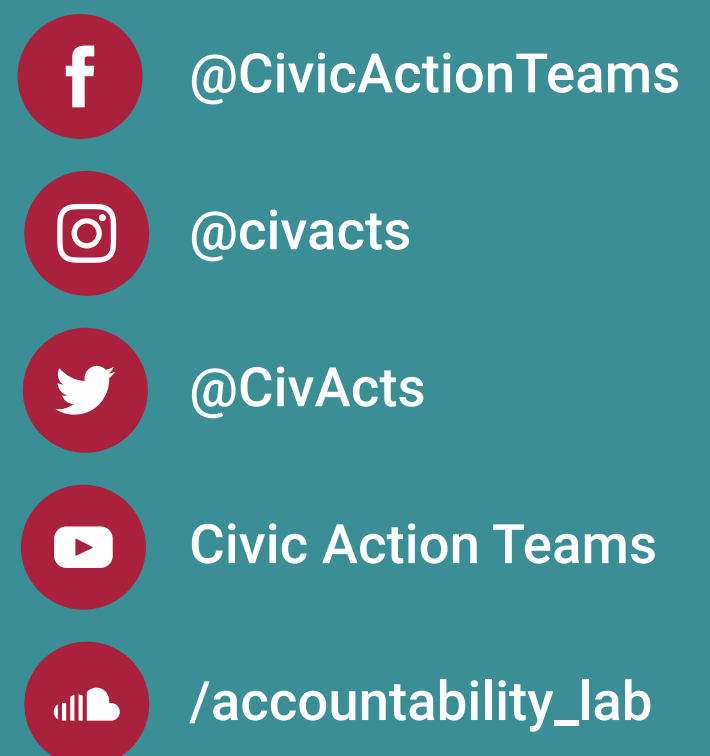 @CivicActionTeams
@civacts
@CivActs
Civic Action Teams
/accountability_lab